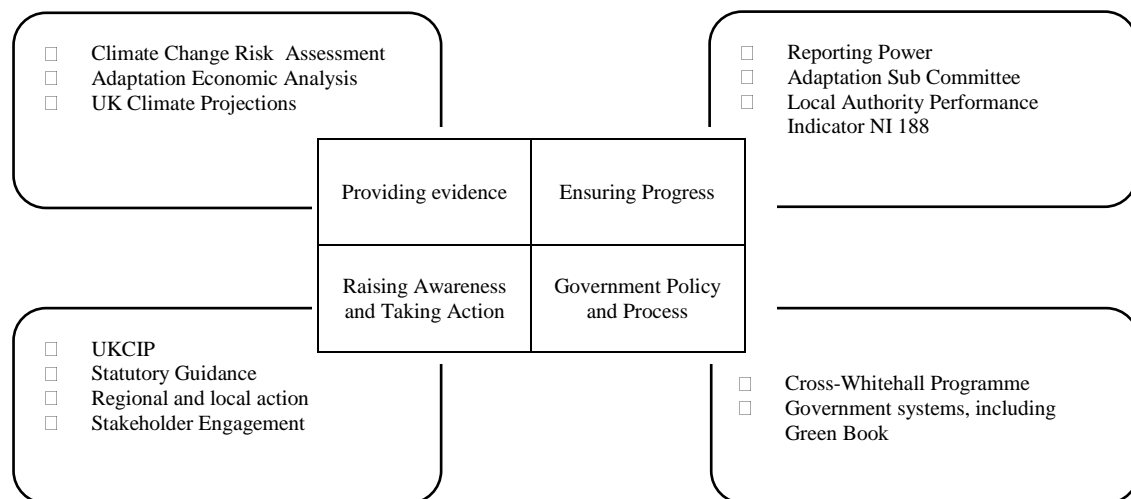 Climate Change Risk Assessment
Adaptation Economic Analysis
UK Climate Projections
Reporting Power
Adaptation Sub Committee
Local Authority Performance
Indicator NI 188
Providing evidence
Ensuring Progress
Raising Awareness
and Taking Action
Government Policy
and Process
UKCIP
Statutory Guidance
Regional and local action
Stakeholder Engagement
Cross-Whitehall Programme
Government systems, including
Green Book